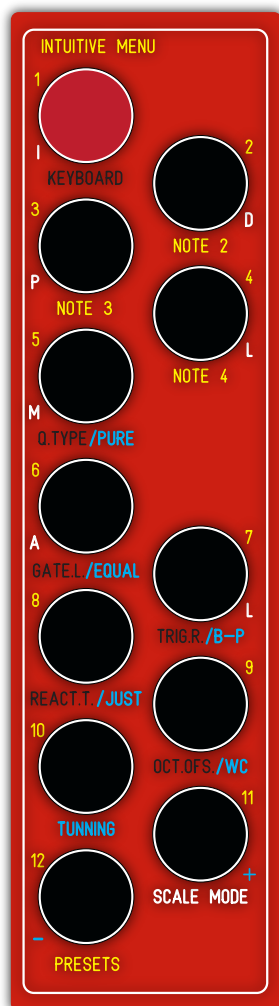 INTUITIVE MENU
1
I
KEYBOARD
2
D
NOTE 2
3
P
NOTE 3
4
L
NOTE 4
5
M
Q.TYPE/PURE
6
A
GATE.L./EQUAL
7
L
TRIG.R./B-P
8
REACT.T./JUST
9
OCT.OFS./WC
10
TUNNING
11
+
SCALE MODE
12
-
PRESETS